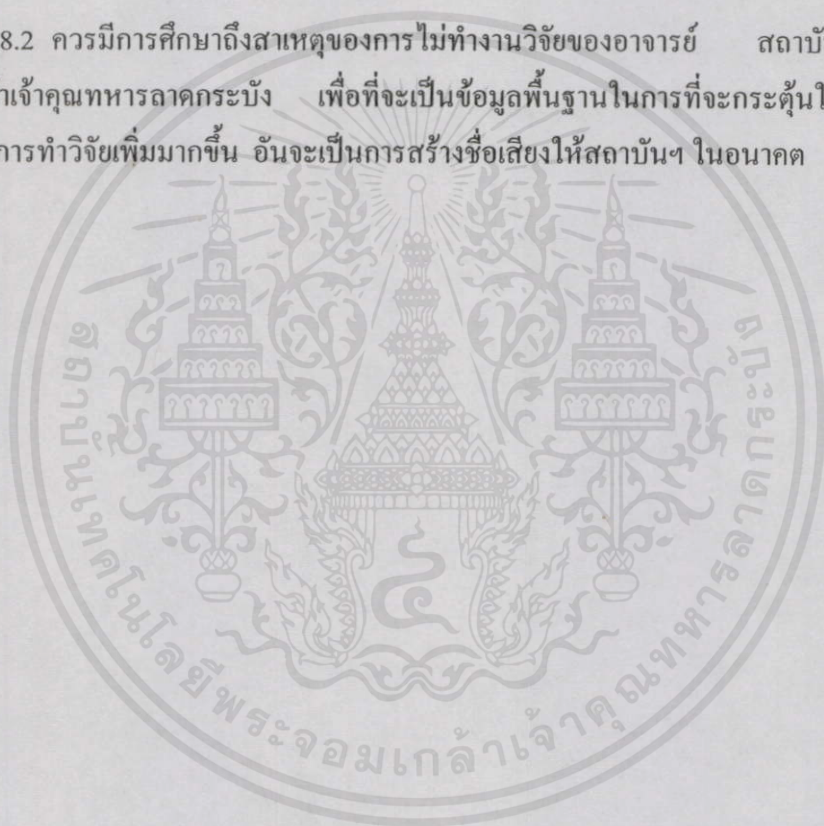 8.2 ควรมีการศึกษาถึงสาเหตุของการไม่ทำงานวิจัยของอาจารย์ สถาบั
าเจ้าคุณทหารลาดกระบัง เพื่อที่จะเป็นข้อมูลพื้นฐานในการที่จะกระตุ้นใ
การทำวิจัยเพิ่มมากขึ้น อันจะเป็นการสร้างชื่อเสียงให้สถาบันฯ ในอนาคต
สถาบันเทคโนโลยีพระจอมเกล้าเจ้าคุณทหารลาดกระบัง